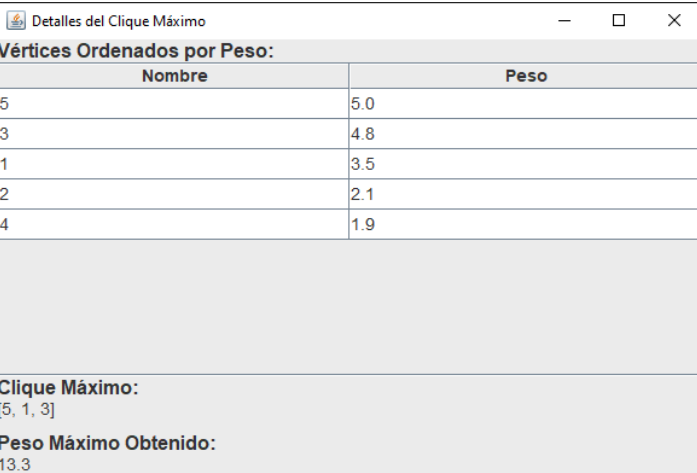 Detalles del Clique Máximo
Vértices Ordenados por Peso:
Nombre Peso
5 5.0
3 4.8
1 3.5
2 2.1
4 1.9
Clique Máximo:
[5, 1, 3]
Peso Máximo Obtenido:
13.3